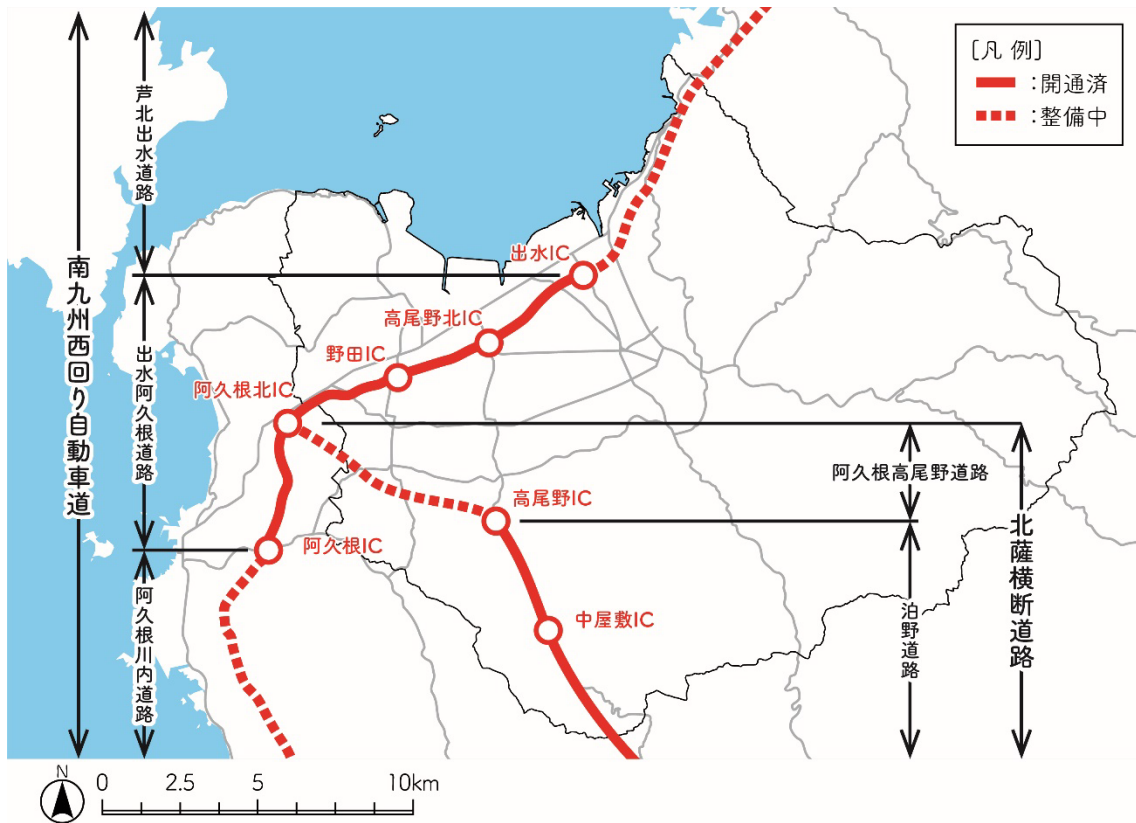 [凡 例]
:開通済
:整備中
南九州西回り自動車道
芦北出水道路
出水阿久根道路
阿久根川内道路
出水IC
高尾野北IC
野田IC
阿久根北IC
高尾野IC
阿久根IC
中屋敷IC
阿久根高尾野道路
泊野道路
北薩横断道路
N
0 2.5 5 10km